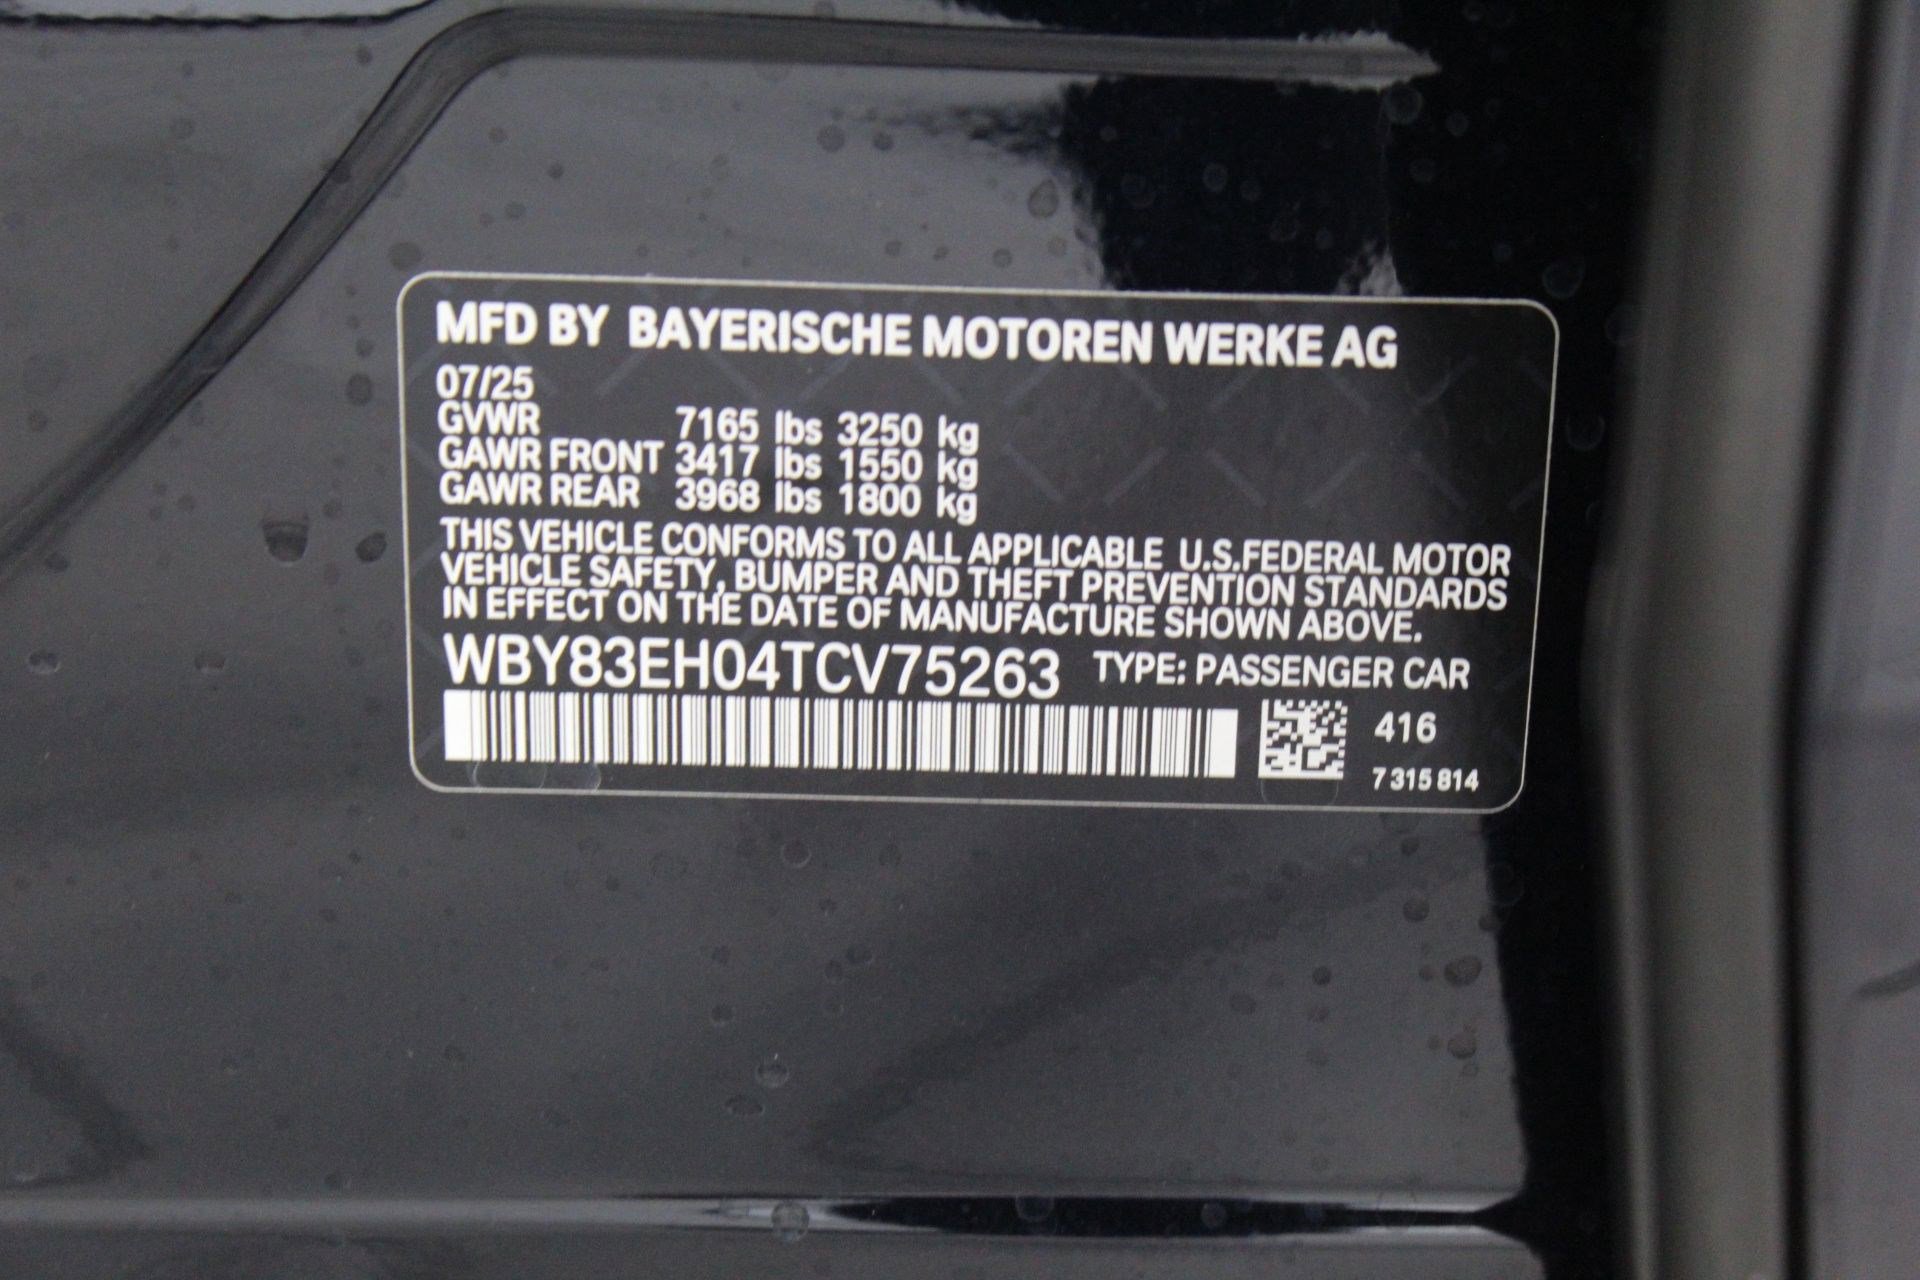 MFD BY BAYERISCHE MOTOREN WERKE AG
07/25
GVWR 7165 lbs 3250 kg
GAWR FRONT 3417 lbs 1550 kg
GAWR REAR 3968 lbs 1800 kg
THIS VEHICLE CONFORMS TO ALL APPLICABLE U.S.FEDERAL MOTOR
VEHICLE SAFETY, BUMPER AND THEFT PREVENTION STANDARDS
IN EFFECT ON THE DATE OF MANUFACTURE SHOWN ABOVE.
WBY83EH04TCV75263 TYPE: PASSENGER CAR
416
7 315 814